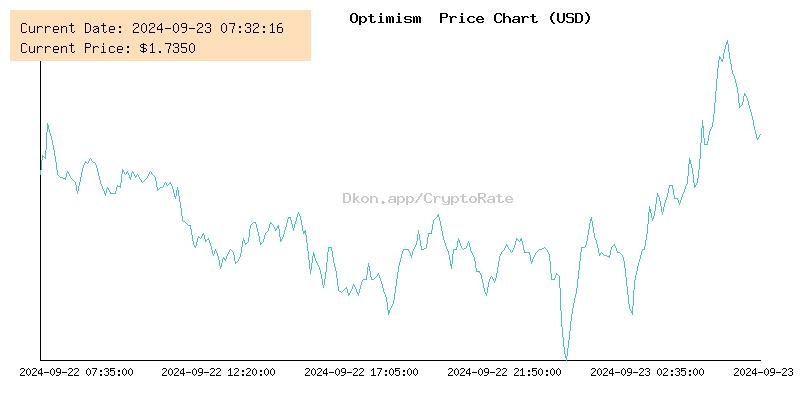 Optimism  Price Chart (USD)
Current Date: 2024-09-23 07:32:16
Current Price: $1.7350
Dkon.app/CryptoRate
2024-09-22 07:35:00 2024-09-22 12:20:00 2024-09-22 17:05:00 2024-09-22 21:50:00 2024-09-23 02:35:00 2024-09-23